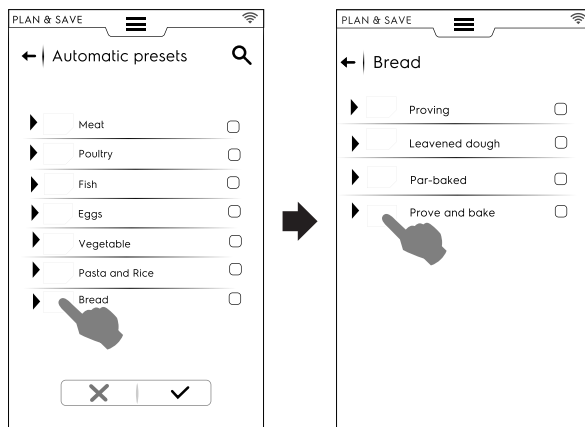 PLAN & SAVE
Automatic presets
Meat
Poultry
Fish
Eggs
Vegetable
Pasta and Rice
Bread
PLAN & SAVE
Bread
Proving
Leavened dough
Par-baked
Prove and bake